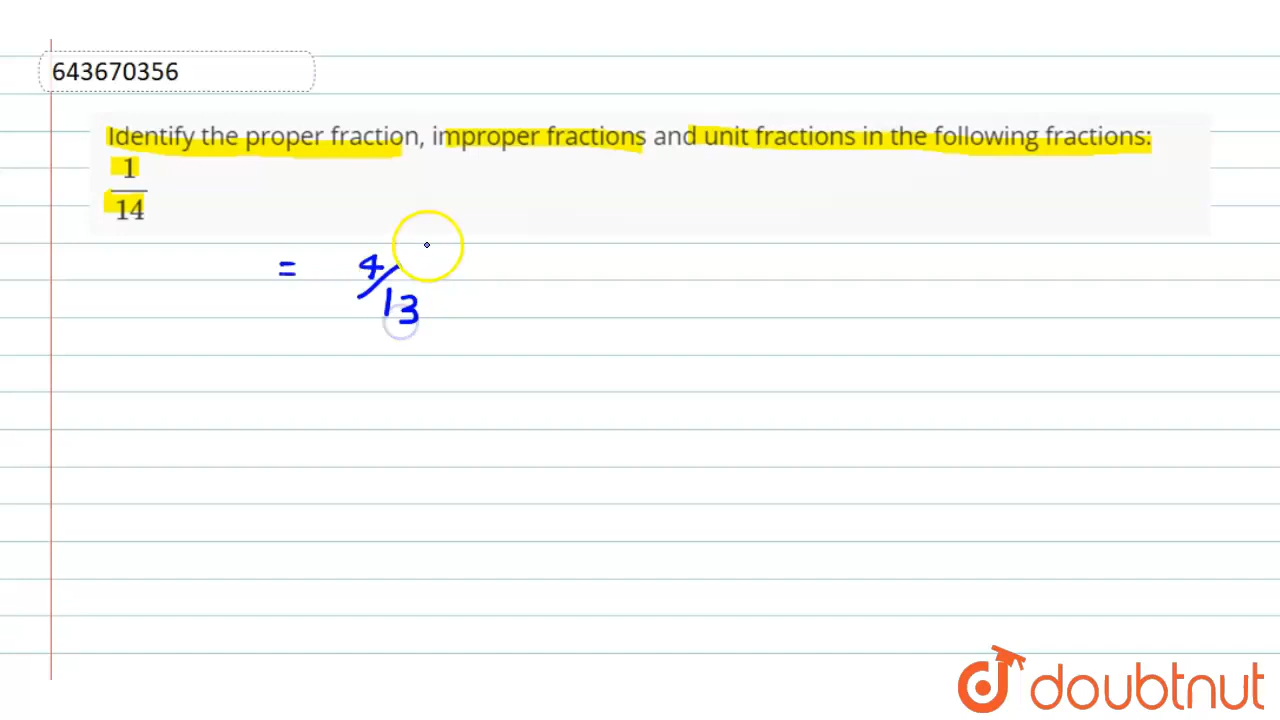 643670356
Identify the proper fraction, improper fractions and unit fractions in the following fractions:
1
14
= 4/13
doubtnut